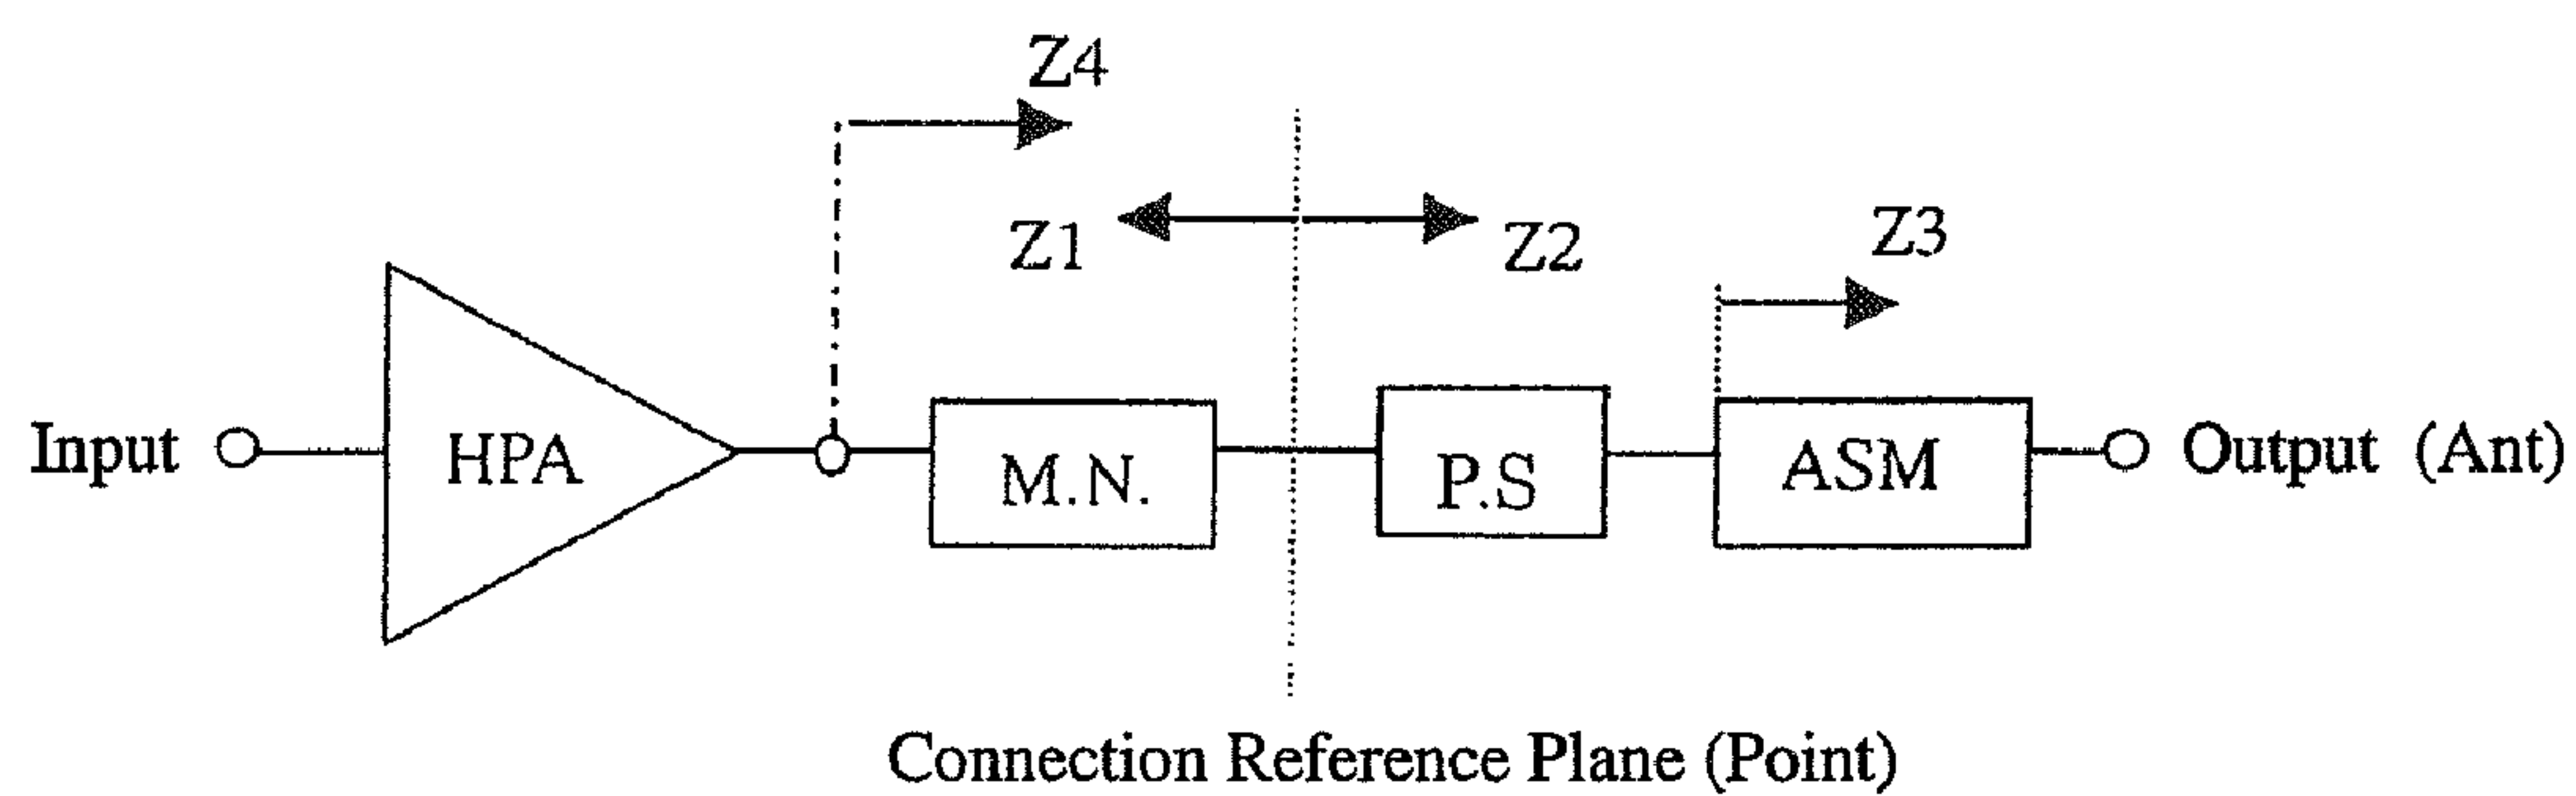 Z4
Z1
Z2
Z3
Input
HPA
M.N.
P.S
ASM
Output (Ant)
Connection Reference Plane (Point)